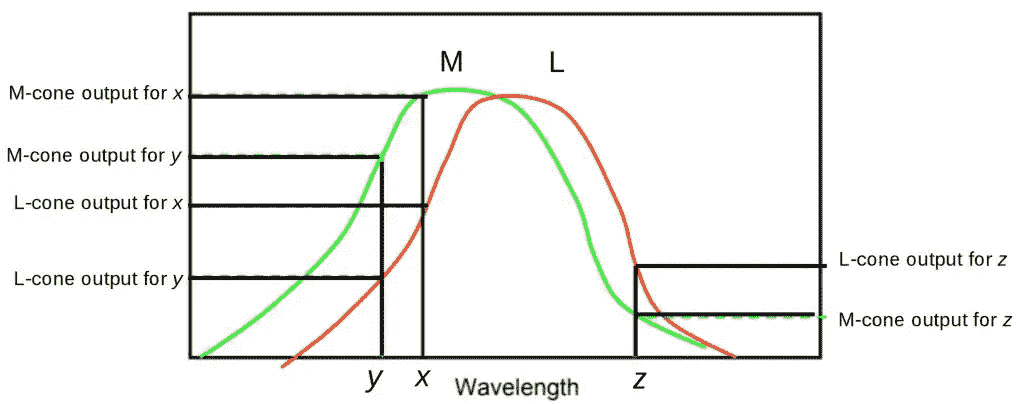 M L
M-cone output for x
M-cone output for y
L-cone output for x
L-cone output for y
L-cone output for z
M-cone output for z
y x z
Wavelength